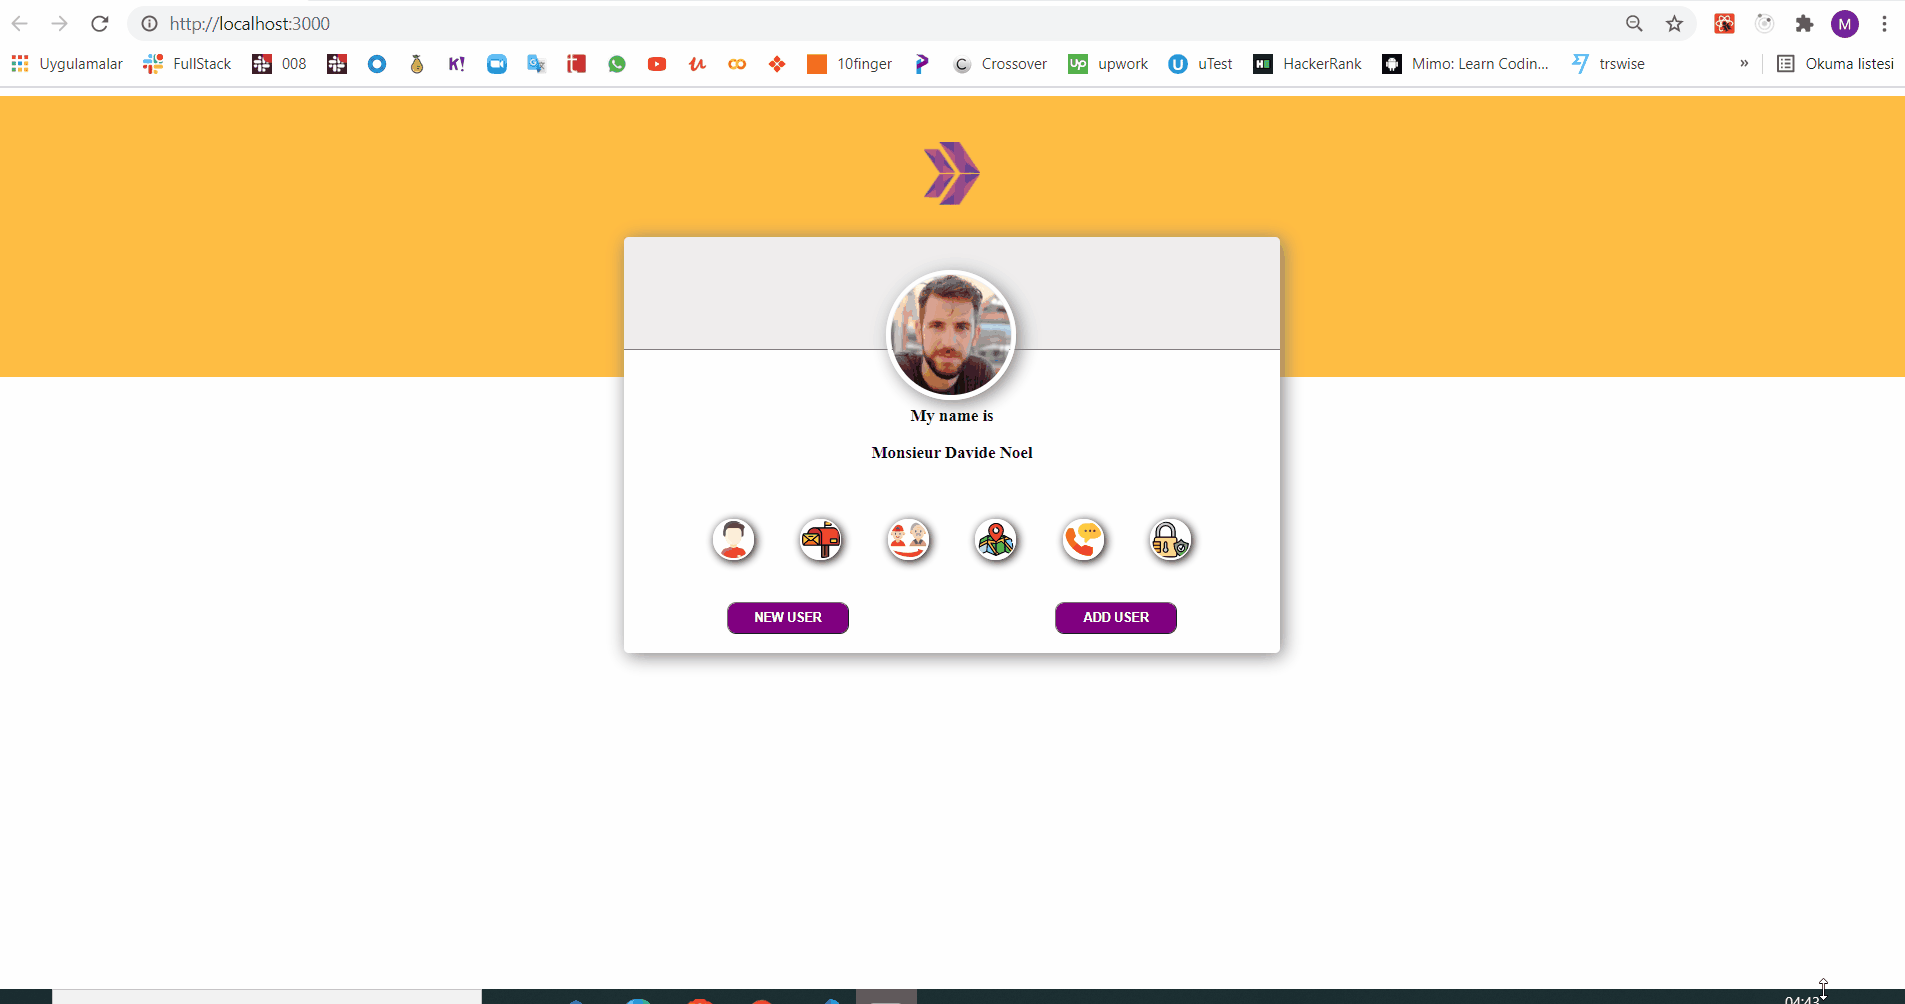 http://localhost:3000
M
Uygulamalar FullStack 008 K! 10finger C Crossover Up upwork U uTest H HackerRank Mimo: Learn Codin... trswise » Okuma listesi
My name is
Monsieur Davide Noel
NEW USER ADD USER
04:43